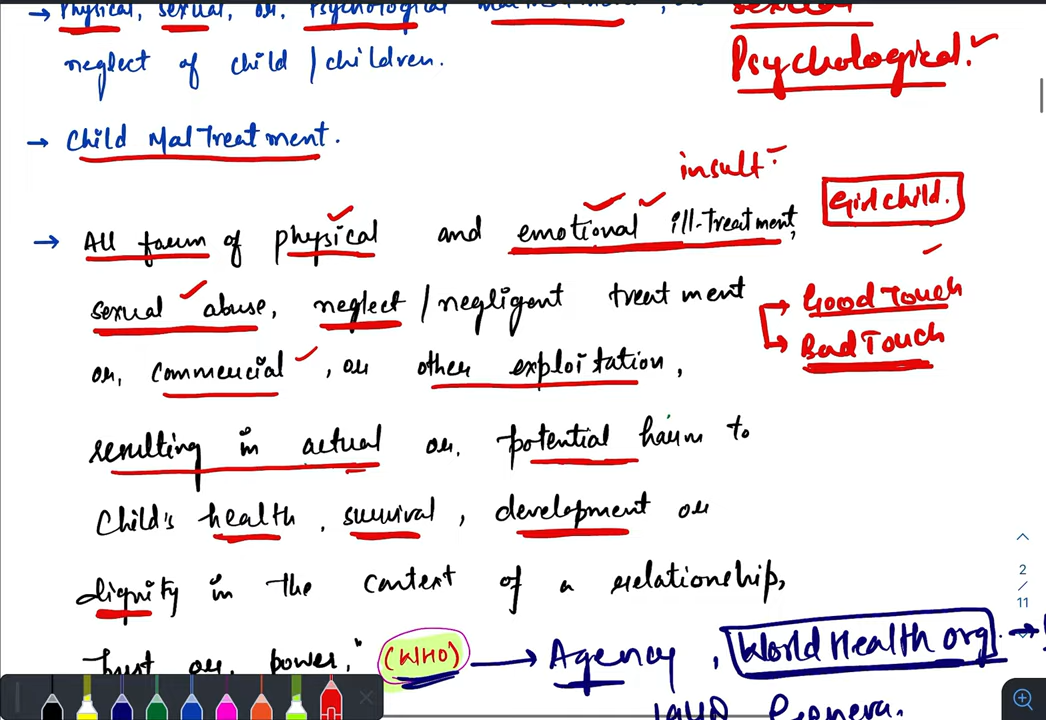 → Physical, sexual, or, Psychological Maltreatment, or
sexual
neglect of child / children.
Psychological.
→ Child Maltreatment.
insult
Girl child.
→ All form of physical and emotional ill-treatment,
sexual abuse, neglect / negligent treatment
→ Good Touch
→ Bad Touch
or, commercial, or other exploitation,
resulting in actual or, potential harm to
Child's health, survival, development or
dignity in the context of a relationship,
trust or power," (WHO) → Agency, World Health org. →
2
/
11